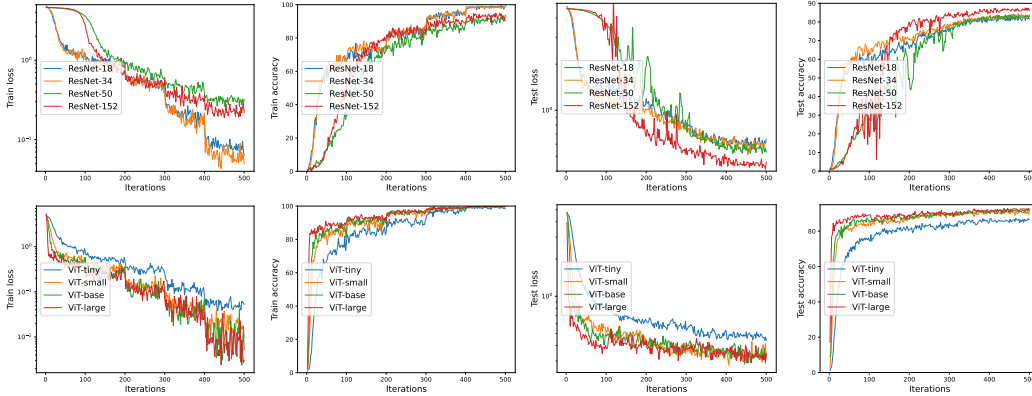 Train loss
10⁰
10⁻¹
ResNet-18
ResNet-34
ResNet-50
ResNet-152
0 100 200 300 400 500
Iterations
Train accuracy
100
80
60
40
20
0
ResNet-18
ResNet-34
ResNet-50
ResNet-152
0 100 200 300 400 500
Iterations
Test loss
10⁰
ResNet-18
ResNet-34
ResNet-50
ResNet-152
0 100 200 300 400 500
Iterations
Test accuracy
90
80
70
60
50
40
30
20
10
0
ResNet-18
ResNet-34
ResNet-50
ResNet-152
0 100 200 300 400 500
Iterations
Train loss
10⁰
10⁻¹
10⁻²
ViT-tiny
ViT-small
ViT-base
ViT-large
0 100 200 300 400 500
Iterations
Train accuracy
100
80
60
40
20
0
ViT-tiny
ViT-small
ViT-base
ViT-large
0 100 200 300 400 500
Iterations
Test loss
10⁰
ViT-tiny
ViT-small
ViT-base
ViT-large
0 100 200 300 400 500
Iterations
Test accuracy
80
60
40
20
0
ViT-tiny
ViT-small
ViT-base
ViT-large
0 100 200 300 400 500
Iterations